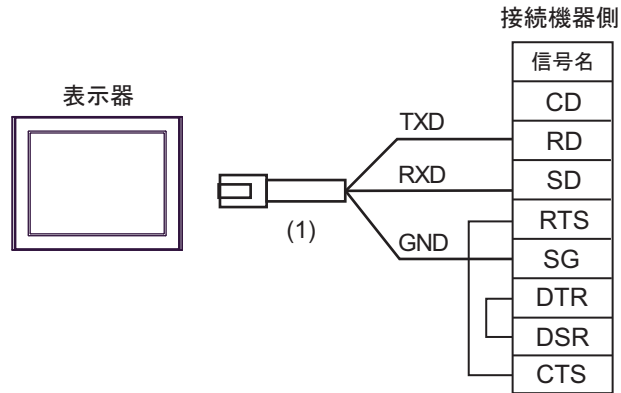 接続機器側
信号名
表示器
CD
TXD
RD
RXD
SD
(1)
RTS
GND
SG
DTR
DSR
CTS